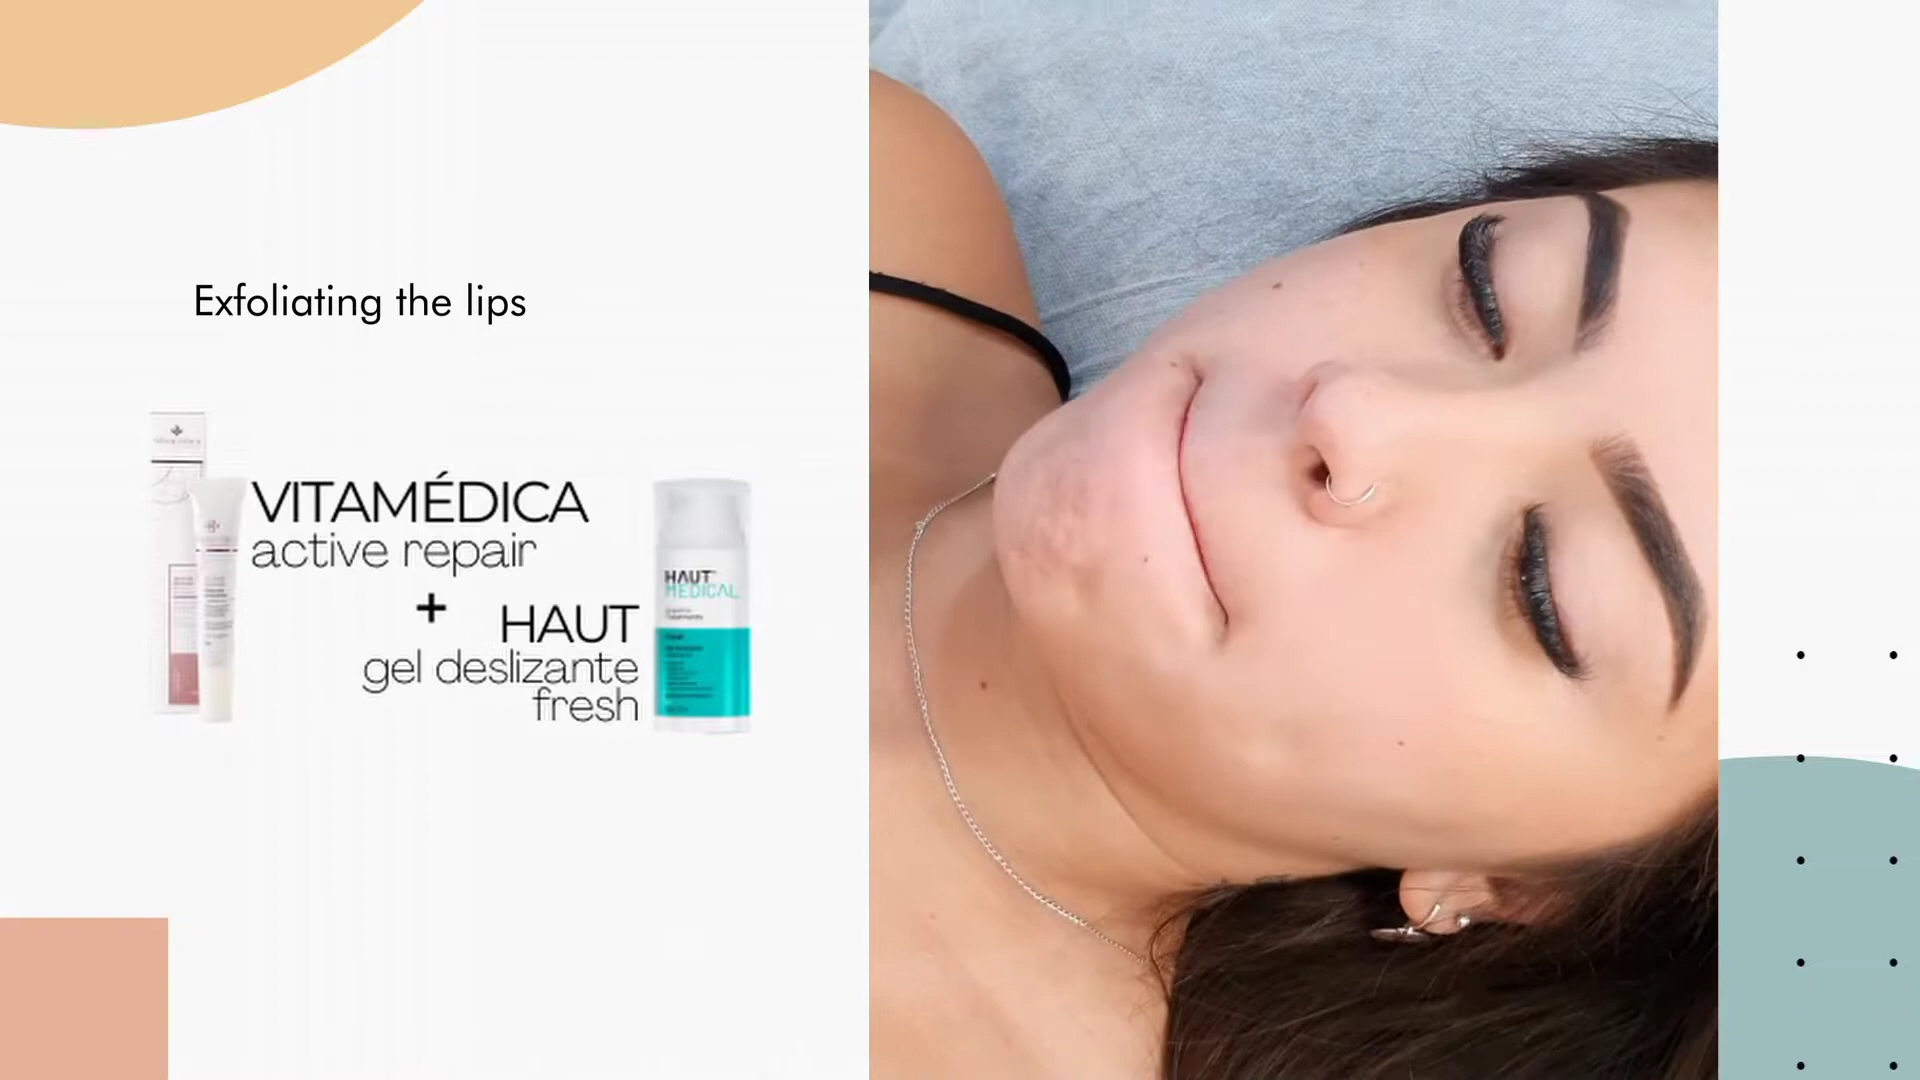 Exfoliating the lips
VITAMÉDICA
active repair
+
HAUT
gel deslizante
fresh
HAUT
MEDICAL